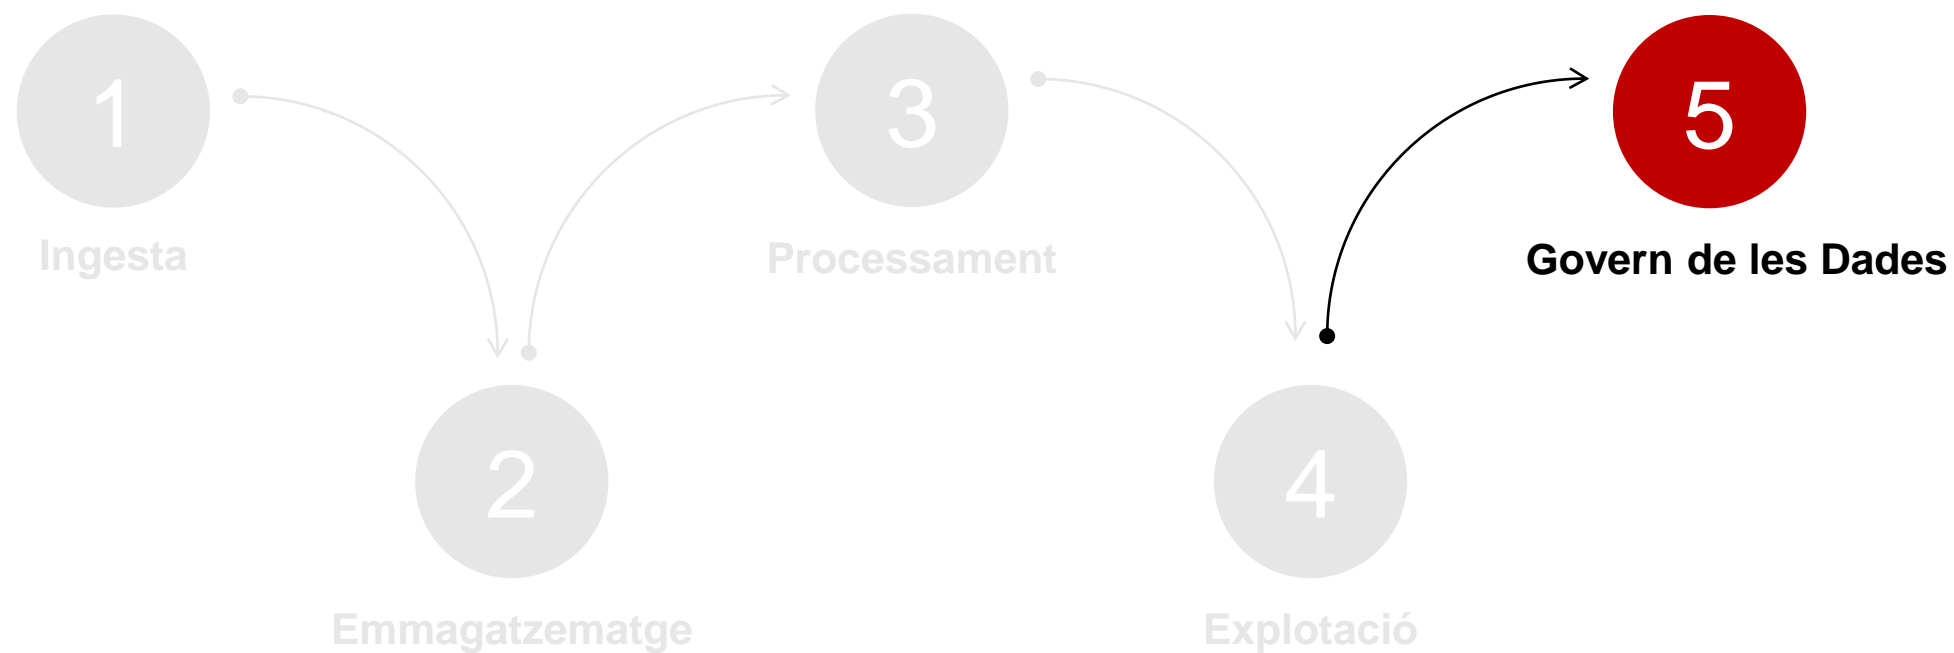 1
Ingesta
2
Emmagatzematge
3
Processament
4
Explotació
5
Govern de les Dades